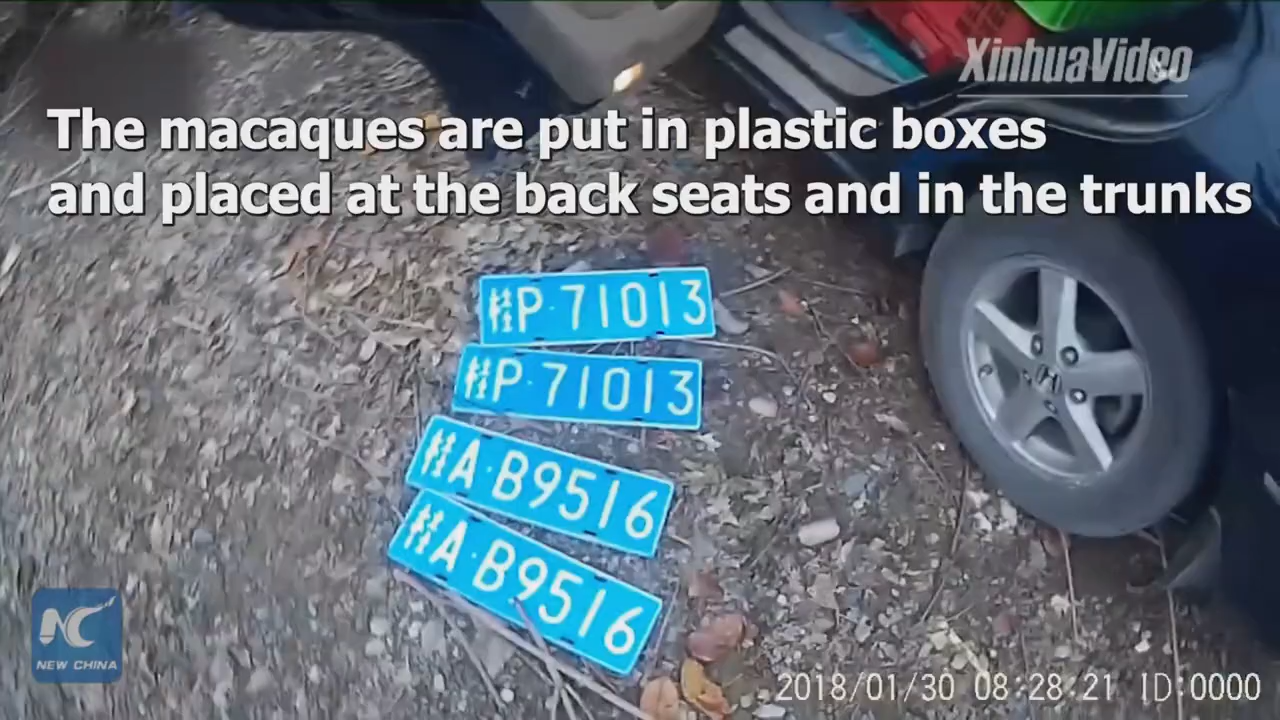 XinhuaVideo
The macaques are put in plastic boxes
and placed at the back seats and in the trunks
桂P·71013
桂P·71013
桂A·B9516
桂A·B9516
NEW CHINA
2018/01/30 08:28:21 ID:0000